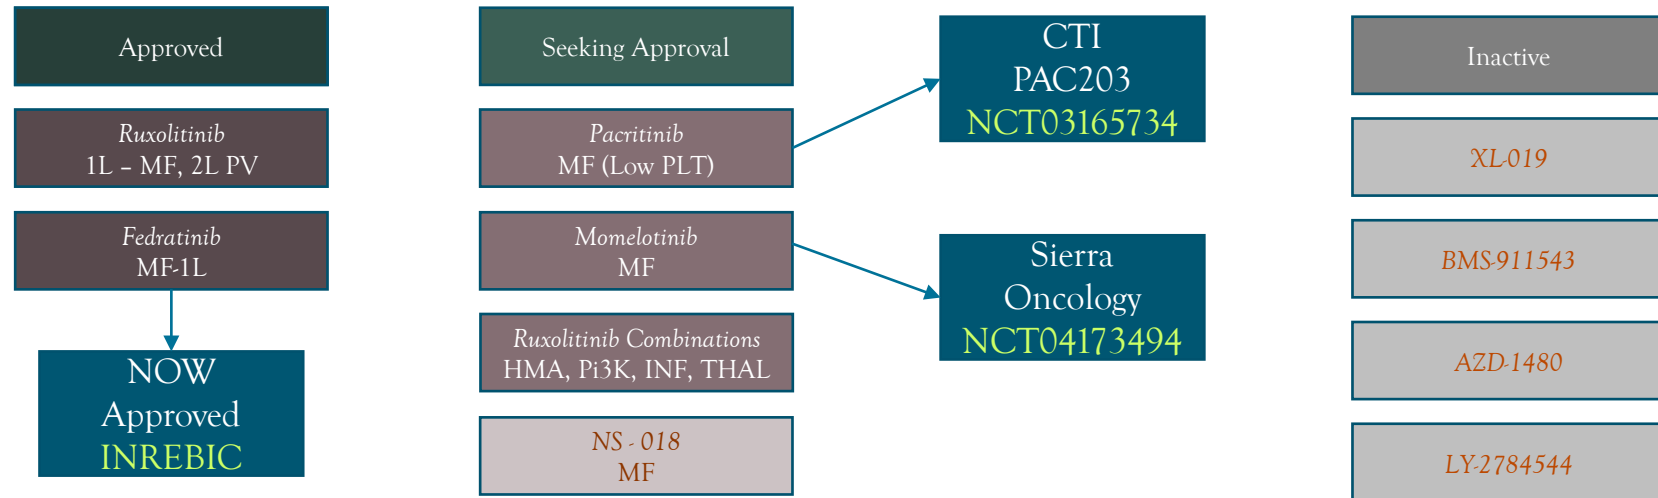 Approved
Ruxolitinib
1L – MF, 2L PV
Fedratinib
MF-1L
NOW
Approved
INREBIC
Seeking Approval
Pacritinib
MF (Low PLT)
Momelotinib
MF
Ruxolitinib Combinations
HMA, Pi3K, INF, THAL
NS - 018
MF
CTI
PAC203
NCT03165734
Sierra
Oncology
NCT04173494
Inactive
XL-019
BMS-911543
AZD-1480
LY-2784544